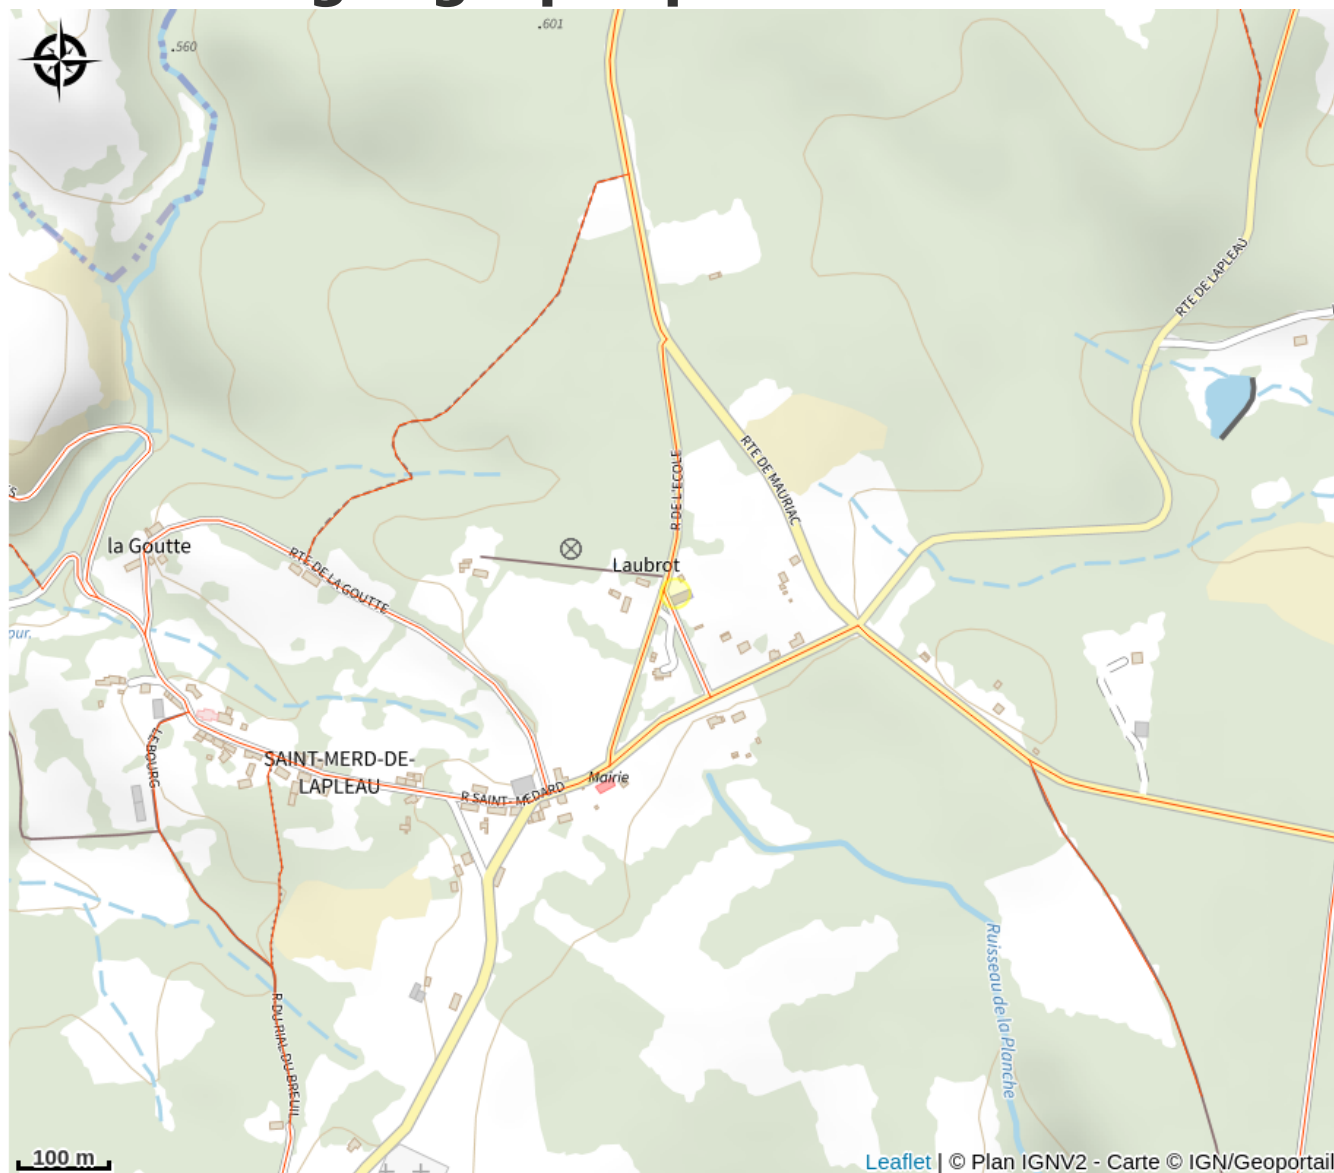 .601
.560
RTE DE LAPLEAU
RTE DE MAURIAC
R DE L'ECOLE
la Goutte
RTE DE LA GOUTTE
Laubrot
our.
LE BOURG
SAINT-MERD-DE-
LAPLEAU
Mairie
R SAINT-MEDARD
Ruisseau de la Planche
R DU RIAL DU BREUIL
100 m
Leaflet | © Plan IGNV2 - Carte © IGN/Geoportail